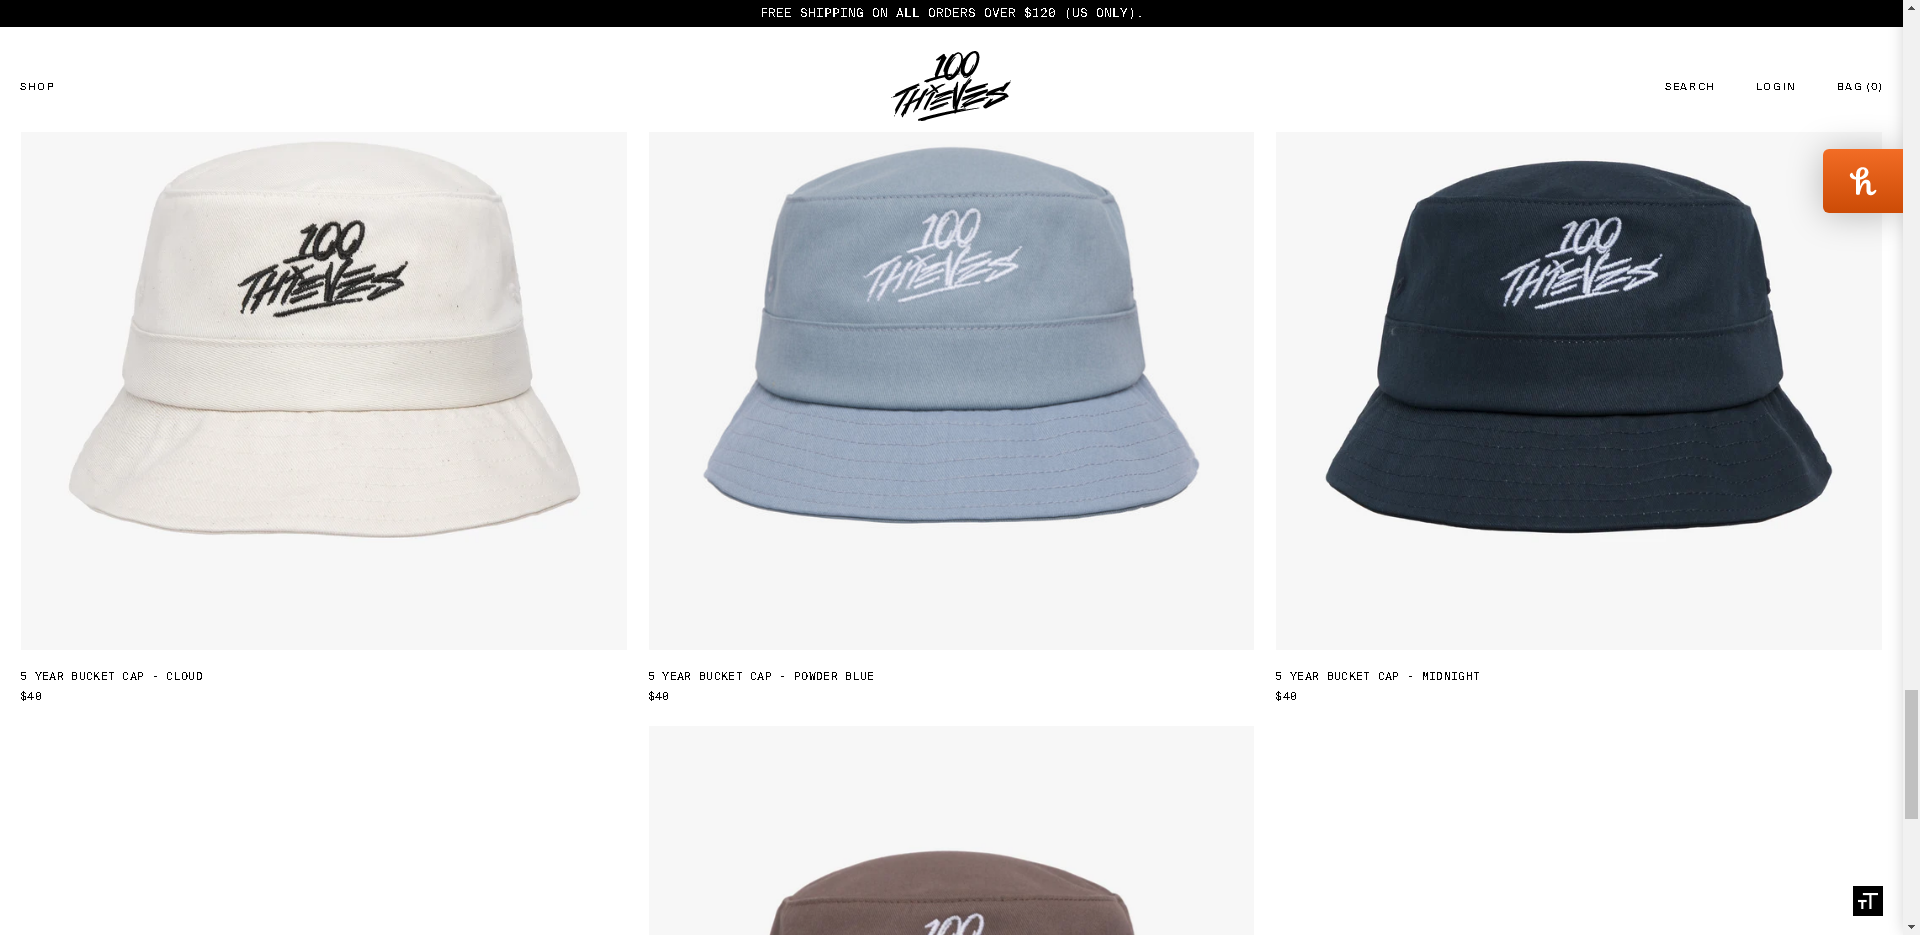 FREE SHIPPING ON ALL ORDERS OVER $120 (US ONLY).
SHOP
100
THIEVES
SEARCH
LOGIN
BAG (0)
100
THIEVES
100
THIEVES
100
THIEVES
5 YEAR BUCKET CAP - CLOUD
$40
5 YEAR BUCKET CAP - POWDER BLUE
$40
5 YEAR BUCKET CAP - MIDNIGHT
$40
100
TT